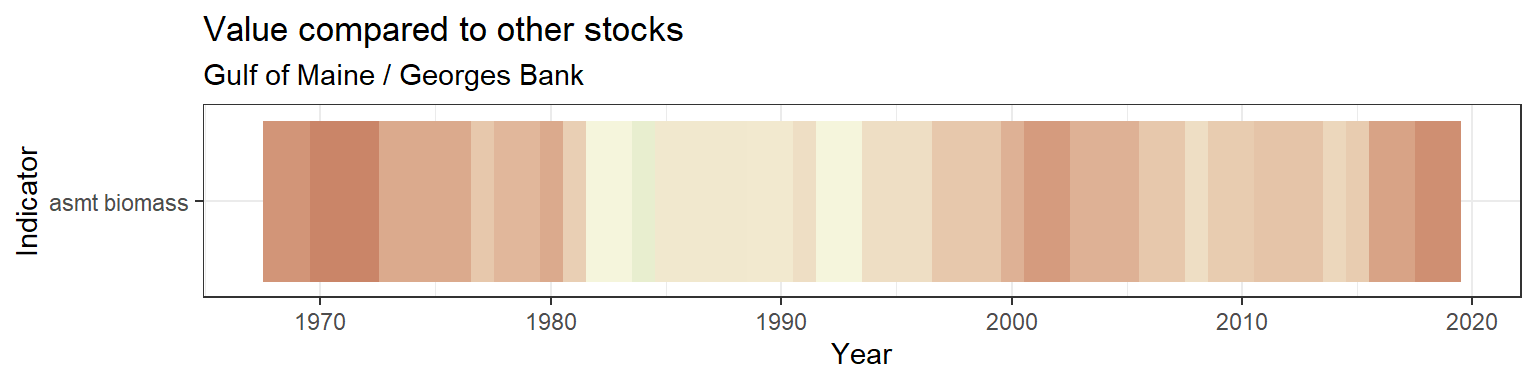 Value compared to other stocks
Gulf of Maine / Georges Bank
Indicator
asmt biomass
1970 1980 1990 2000 2010 2020
Year